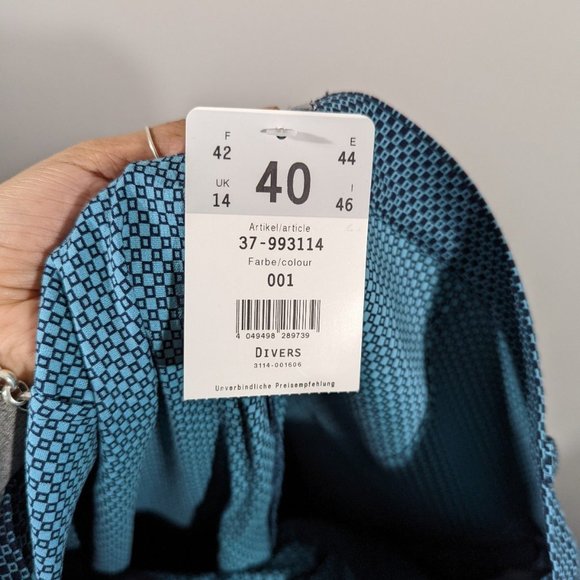 F
42
E
44
40
UK
14
I
46
Artikel/article
37-993114
Farbe/colour
001
4 049498 289739
DIVERS
3114-001606
Unverbindliche Preisempfehlung